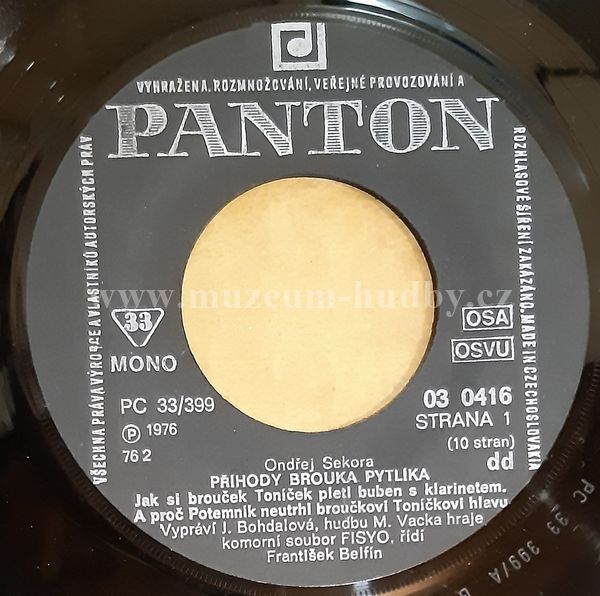 VYHRAŽENA. ROZMNOŽOVÁNÍ, VEŘEJNÉ PROVOZOVÁNÍ A
PANTON
VŠECHNA PRÁVA VÝROBCE A VLASTNÍKŮ AUTORSKÝCH PRÁV
ROZHLASOVÉ ŠÍŘENÍ ZAKÁZÁNO. MADE IN CZECHOSLOVAKIA
www.muzeum-hudby.cz
33
MONO
OSA
OSVU
PC 33/399
Ⓟ 1976
76 2
03 0416
STRANA 1
(10 stran)
dd
Ondřej Sekora
PŘÍHODY BROUKA PYTLÍKA
Jak si brouček Toníček pletl buben s klarinetem.
A proč Potemník neutrhl broučkovi Toníčkovi hlavu
Vypráví J. Bohdalová, hudbu M. Vacka hraje
komorní soubor FISYO, řídí
František Belfín
PC 33 399/A